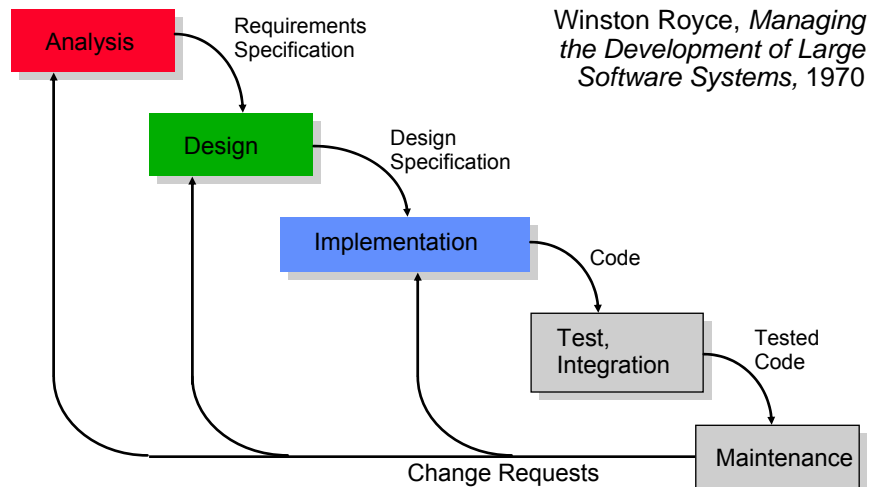 Analysis
Requirements
Specification
Winston Royce, Managing
the Development of Large
Software Systems, 1970
Design
Design
Specification
Implementation
Code
Test,
Integration
Tested
Code
Maintenance
Change Requests